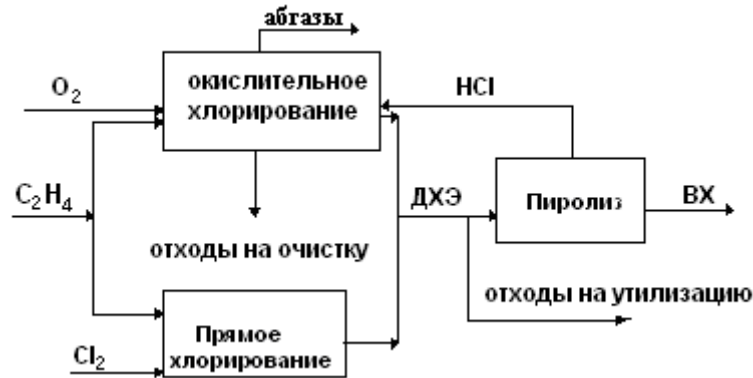 абгазы
O2
окислительное
хлорирование
HCl
C2H4
ДХЭ
Пиролиз
ВХ
отходы на очистку
отходы на утилизацию
Прямое
хлорирование
Cl2